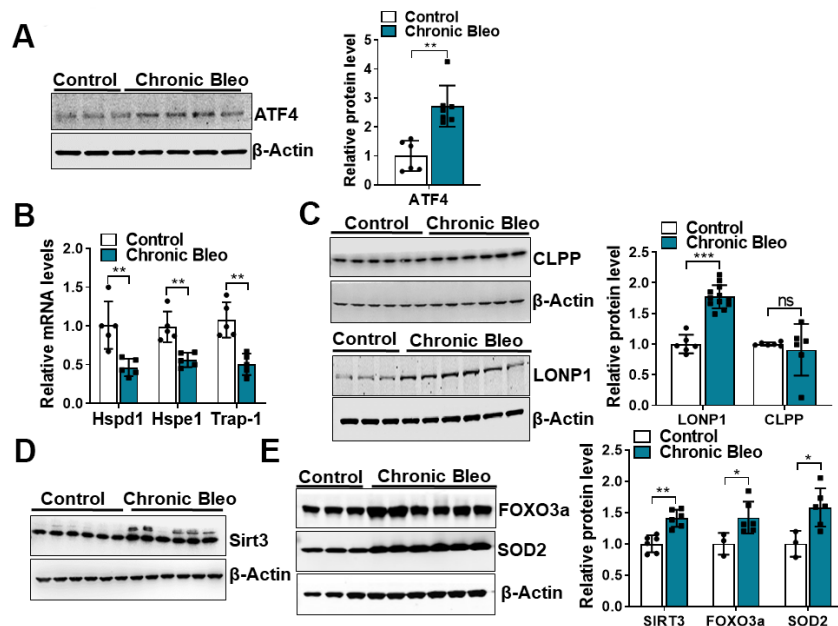 A
Control Chronic Bleo
ATF4
β-Actin
Control
Chronic Bleo
Relative protein level
5
4
3
2
1
0
**
ATF4
B
Control
Chronic Bleo
Relative mRNA levels
2.0
1.5
1.0
0.5
0.0
** ** **
Hspd1 Hspe1 Trap-1
C
Control Chronic Bleo
CLPP
β-Actin
Control Chronic Bleo
LONP1
β-Actin
Control
Chronic Bleo
Relative protein level
2.5
2.0
1.5
1.0
0.5
0.0
*** ns
LONP1 CLPP
D
Control Chronic Bleo
Sirt3
β-Actin
E
Control Chronic Bleo
FOXO3a
SOD2
β-Actin
Control
Chronic Bleo
Relative protein level
2.5
2.0
1.5
1.0
0.5
0.0
** * *
SIRT3 FOXO3a SOD2